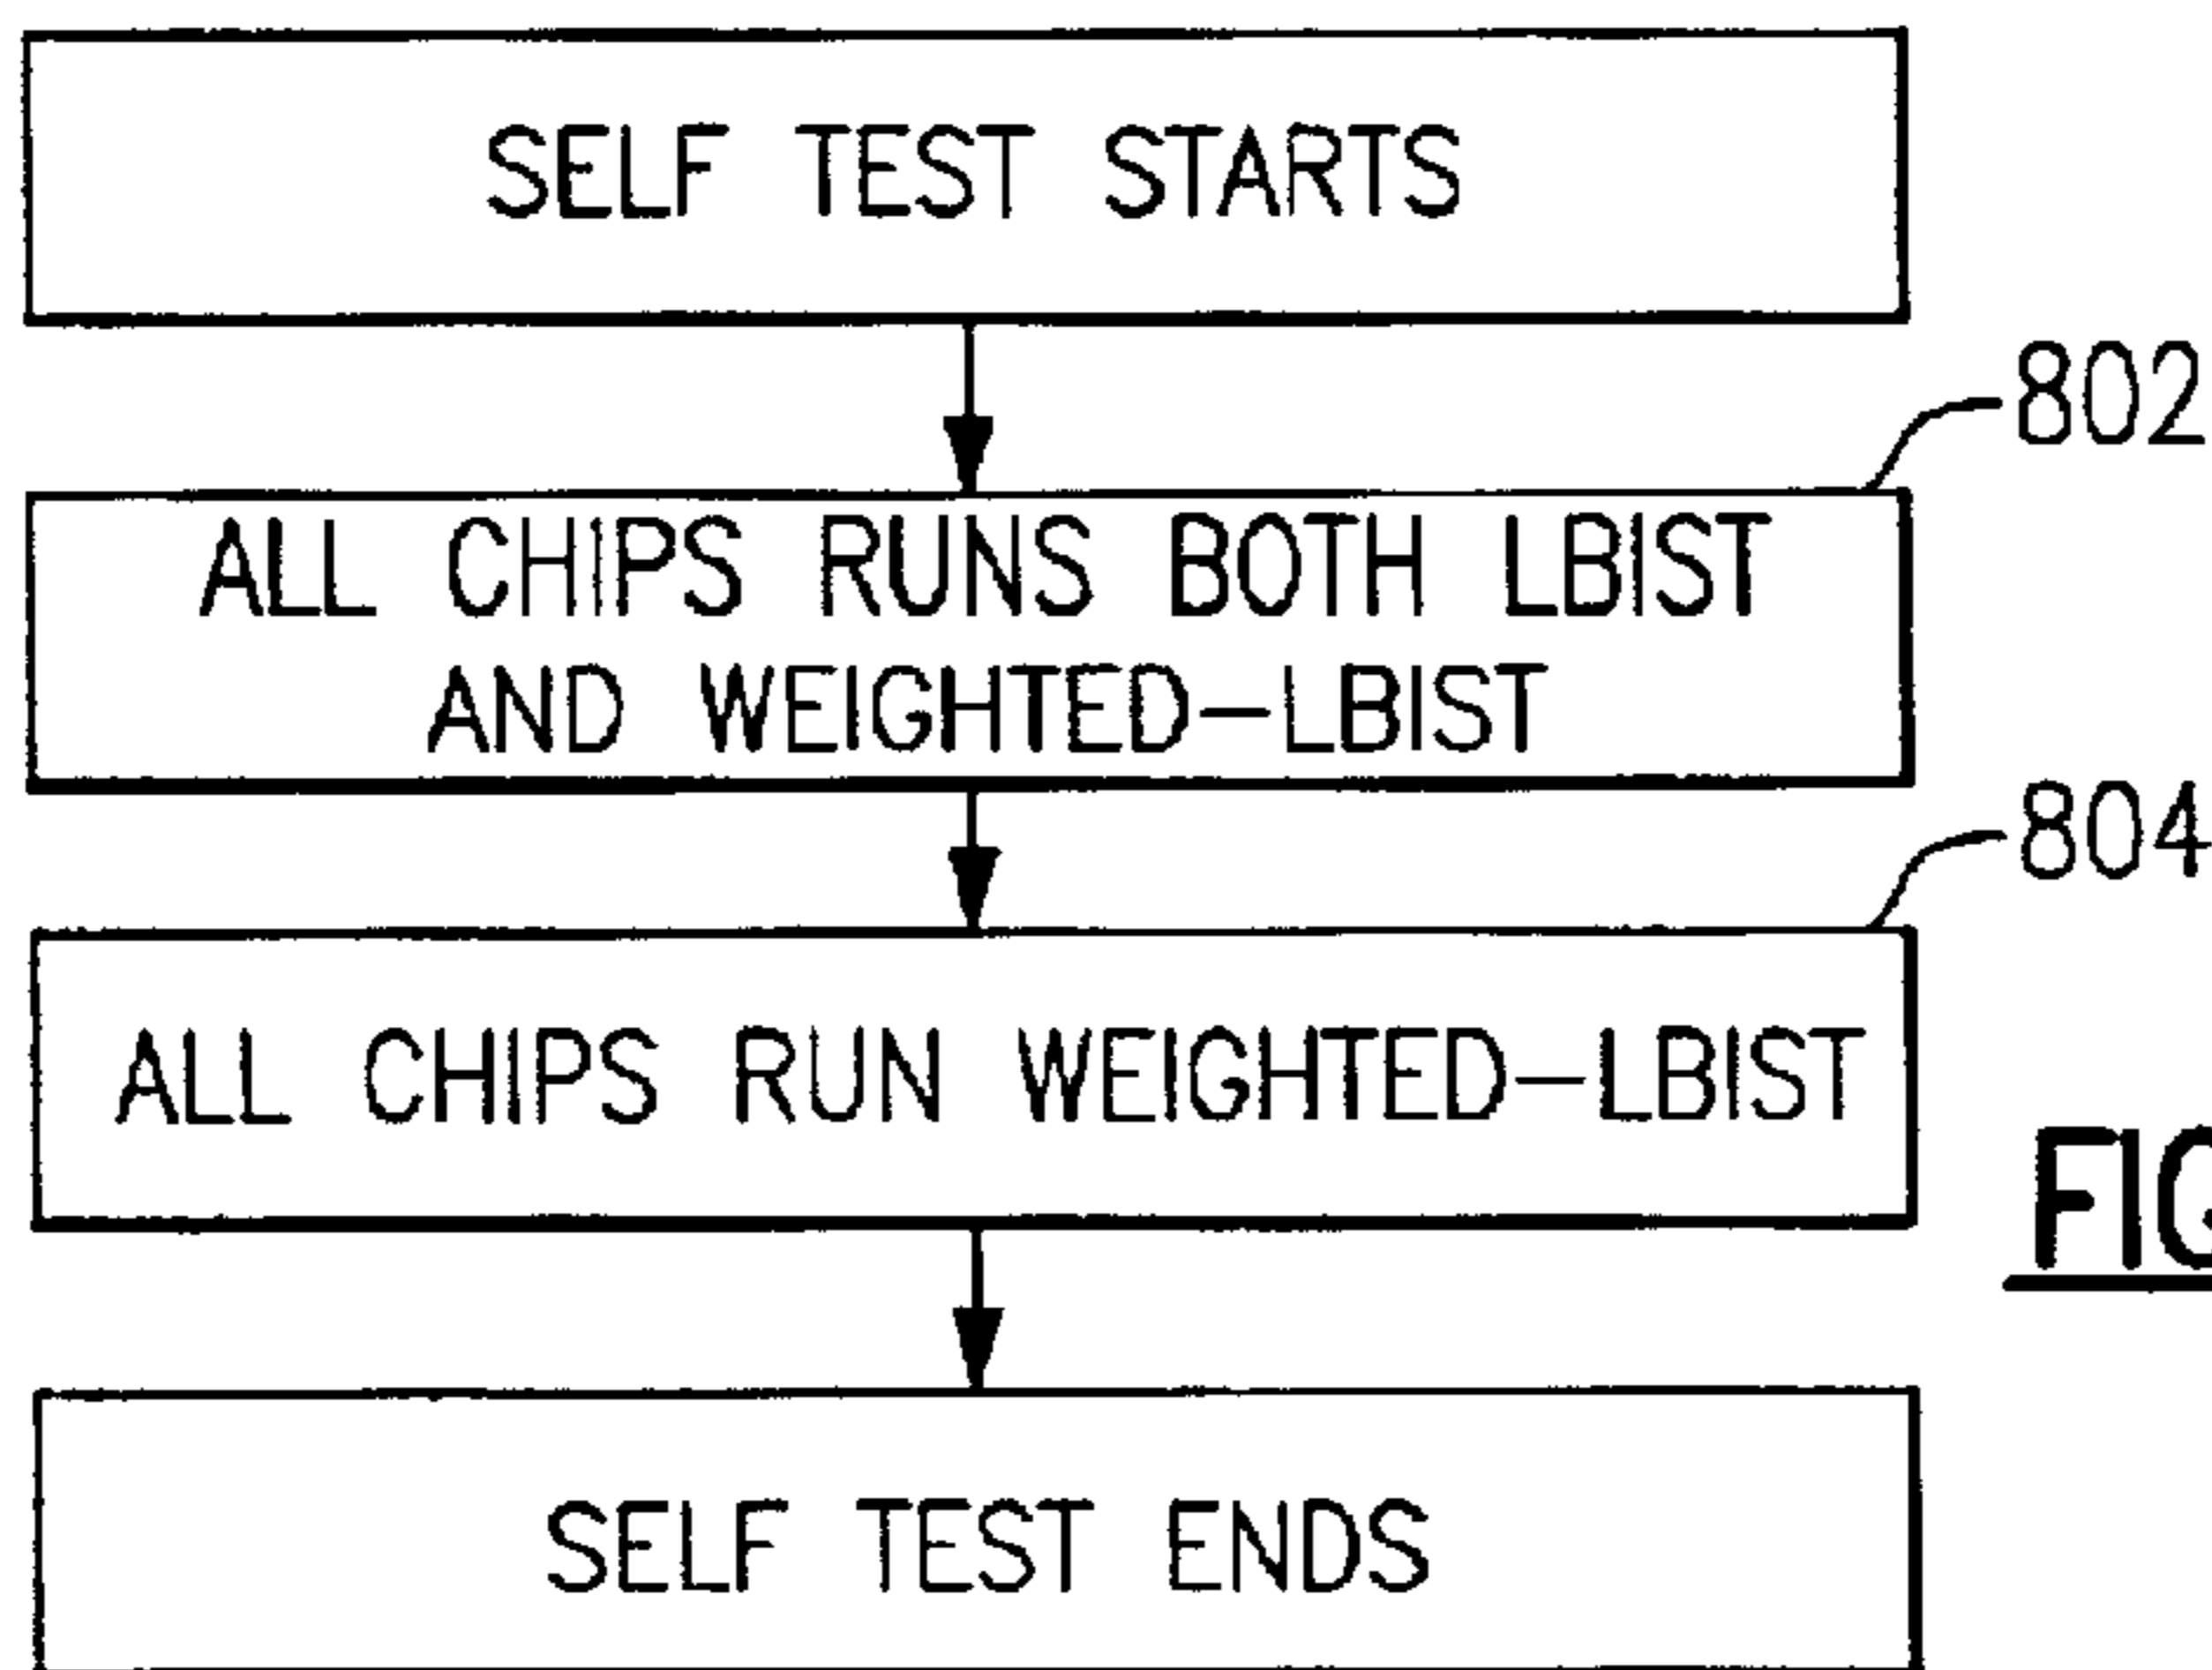 SELF TEST STARTS
802
ALL CHIPS RUNS BOTH LBIST
AND WEIGHTED-LBIST
804
ALL CHIPS RUN WEIGHTED-LBIST
SELF TEST ENDS